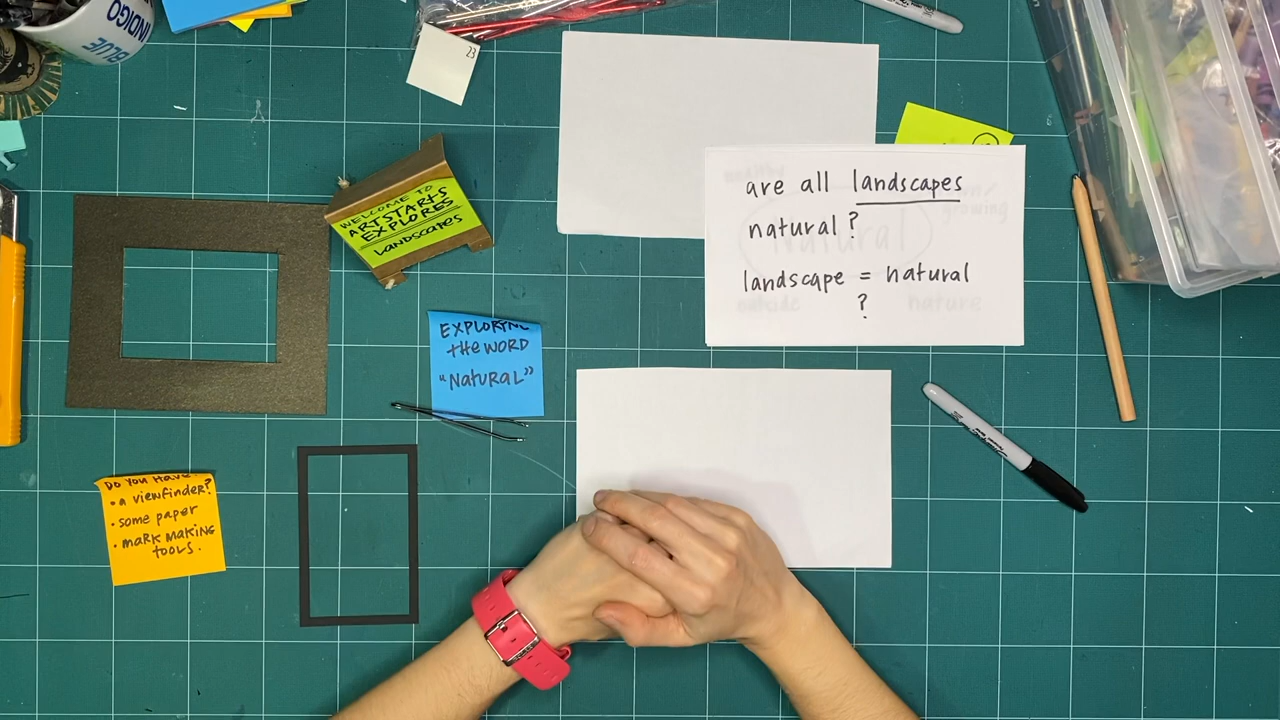 INDIGO
BLUE
23
WELCOME TO
ARTSTARTS
EXPLORES
LANDSCAPES
are all landscapes
natural?
landscape = natural
?
EXPLORING
THE WORD
"NATURAL"
DO YOU HAVE:
• a viewfinder?
• some paper
• mark making
tools.